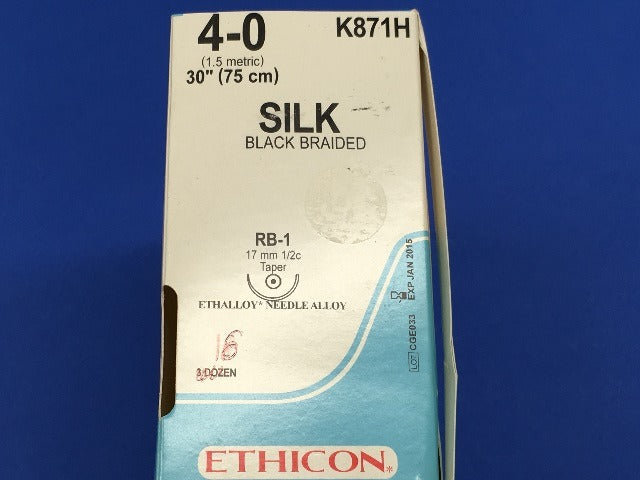 4-0
K871H
(1.5 metric)
30" (75 cm)
SILK
BLACK BRAIDED
RB-1
17 mm 1/2c
Taper
ETHALLOY* NEEDLE ALLOY
16
3 DOZEN
EXP JAN 2015
LOT CGE033
ETHICON*